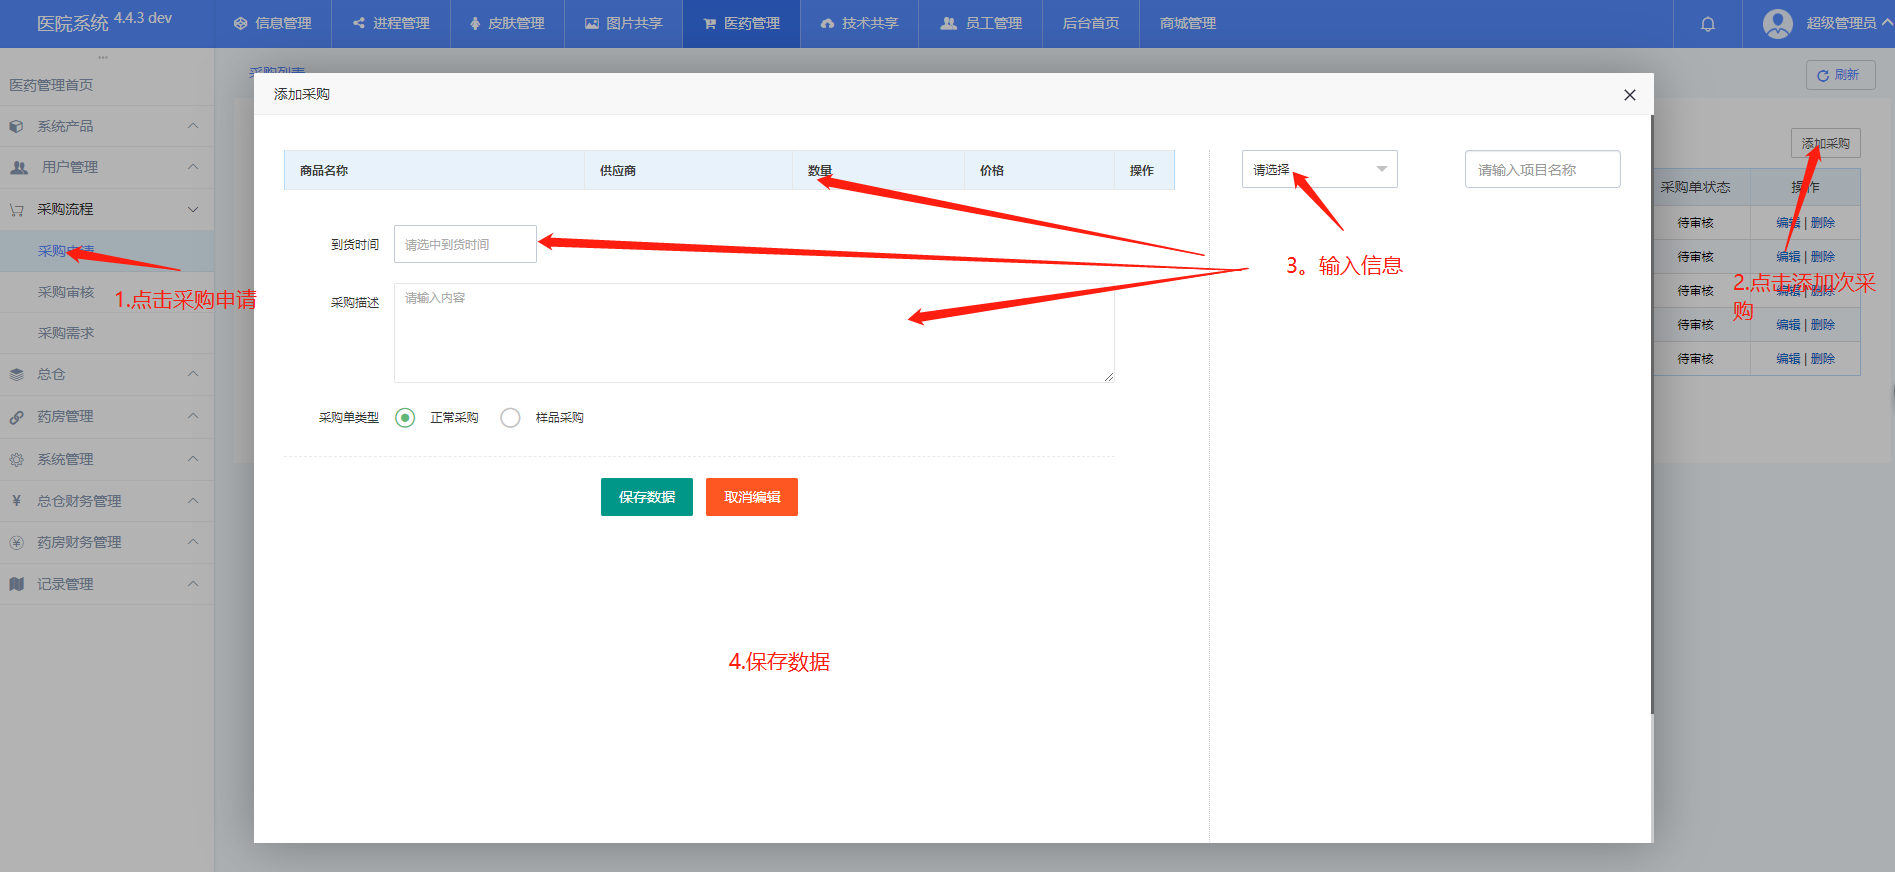 医院系统 4.4.3 dev
信息管理
进程管理
皮肤管理
图片共享
医药管理
技术共享
员工管理
后台首页
商城管理
超级管理员
医药管理首页
系统产品
用户管理
采购流程
采购申请
采购审核
采购需求
总仓
药房管理
系统管理
总仓财务管理
药房财务管理
记录管理
1.点击采购申请
采购列表
刷新
添加采购
商品名称 供应商 数量 价格 操作
请选择
请输入项目名称
到货时间 请选中到货时间
3。输入信息
采购描述 请输入内容
采购单类型 正常采购 样品采购
保存数据 取消编辑
4.保存数据
添加采购
采购单状态 操作
待审核 编辑 | 删除
待审核 编辑 | 删除
待审核 编辑 | 删除
待审核 编辑 | 删除
待审核 编辑 | 删除
2.点击添加次采
购